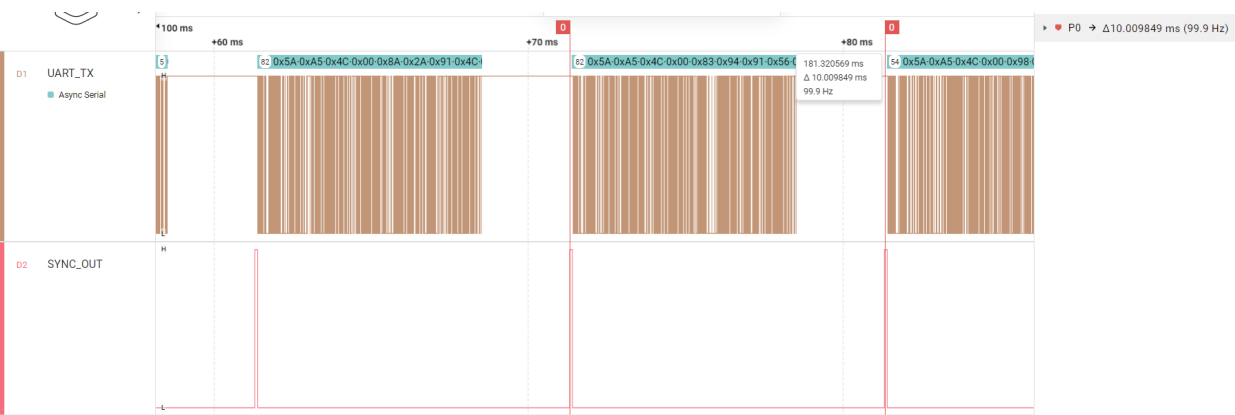 100 ms
0
0
+60 ms
+70 ms
+80 ms
P0 → Δ10.009849 ms (99.9 Hz)
D1 UART_TX
Async Serial
5
H
82 0x5A·0xA5·0x4C·0x00·0x8A·0x2A·0x91·0x4C·
82 0x5A·0xA5·0x4C·0x00·0x83·0x94·0x91·0x56·
54 0x5A·0xA5·0x4C·0x00·0x98·
181.320569 ms
Δ 10.009849 ms
99.9 Hz
L
D2 SYNC_OUT
H
L